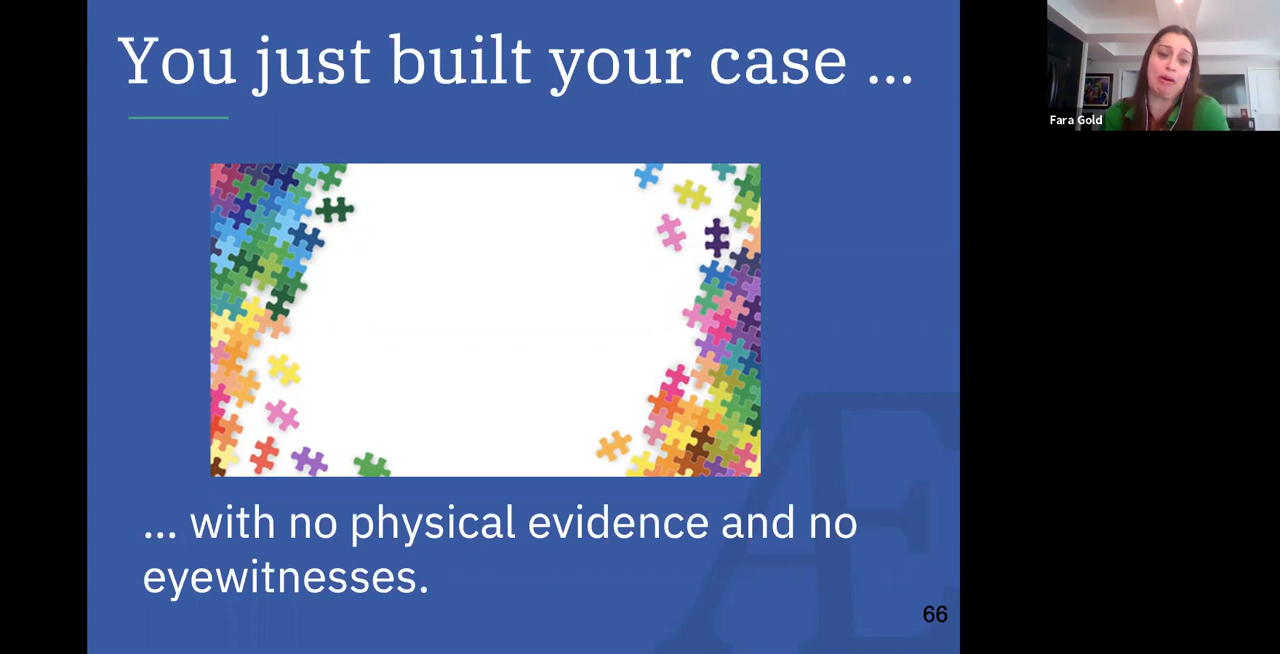 You just built your case ...
Fara Gold
... with no physical evidence and no
eyewitnesses.
66
Æ